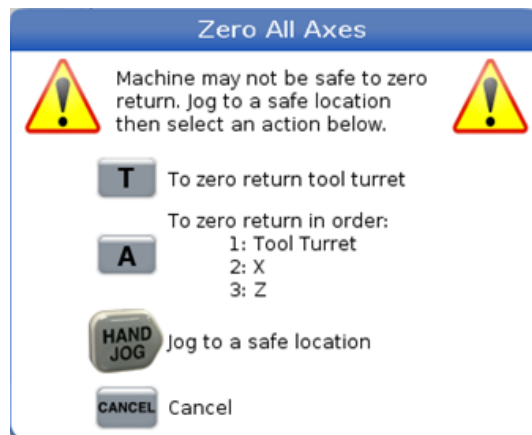 Zero All Axes
Machine may not be safe to zero
return. Jog to a safe location
then select an action below.
T To zero return tool turret
To zero return in order:
A
1: Tool Turret
2: X
3: Z
HAND
JOG
Jog to a safe location
CANCEL Cancel